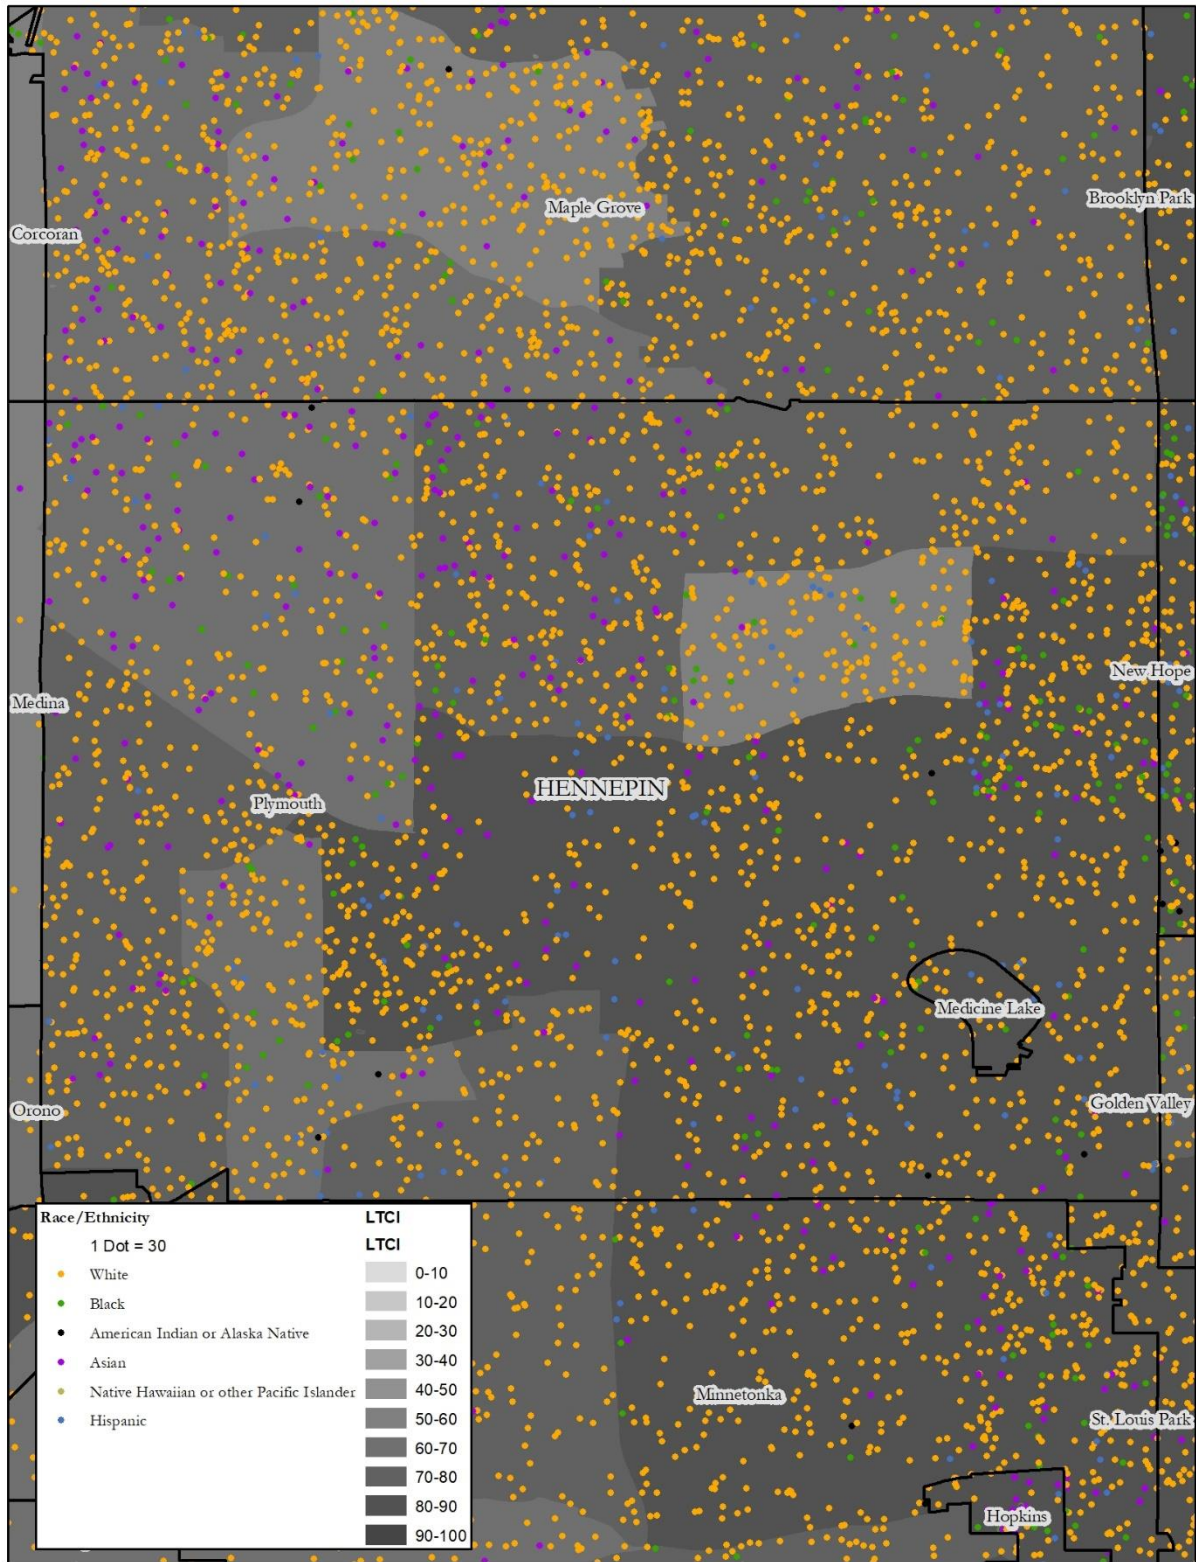 Maple Grove
Brooklyn Park
Corcoran
New Hope
Medina
HENNEPIN
Plymouth
Medicine Lake
Golden Valley
Orono
Minnetonka
St. Louis Park
Hopkins
Race/Ethnicity
1 Dot = 30
White
Black
American Indian or Alaska Native
Asian
Native Hawaiian or other Pacific Islander
Hispanic
LTCI
LTCI
0-10
10-20
20-30
30-40
40-50
50-60
60-70
70-80
80-90
90-100